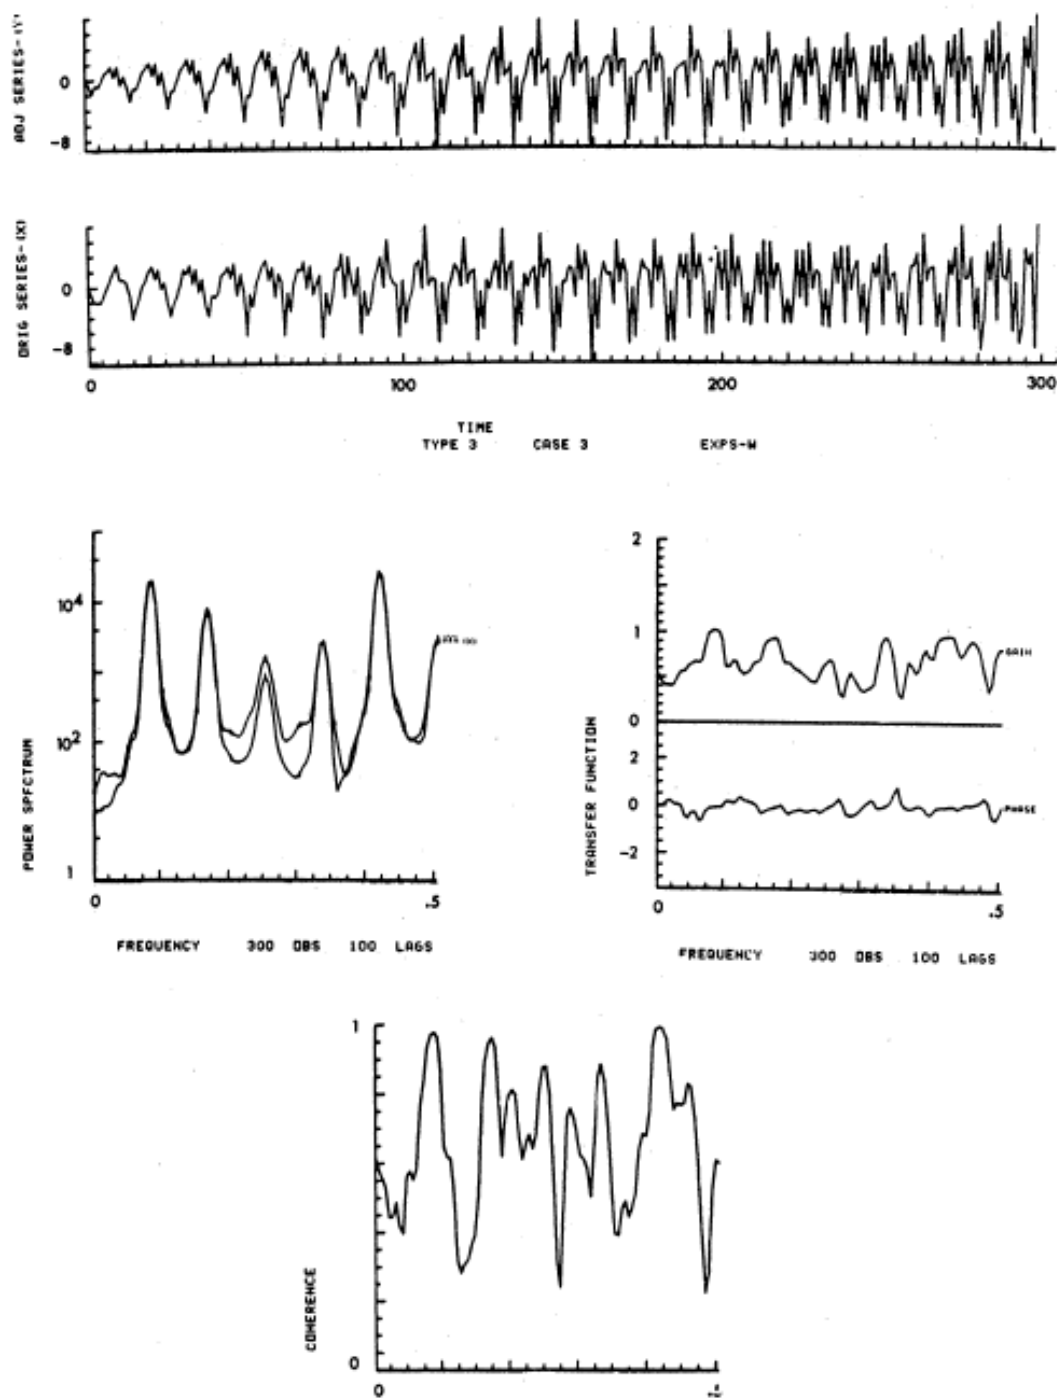 ADJ SERIES-(Y)
0
-8
ORIG SERIES-(X)
0
-8
0 100 200 300
TIME
TYPE 3 CASE 3 EXPS-W
POWER SPFCTRUM
10⁴
10²
1
0 .5
FREQUENCY 300 OBS 100 LAGS
TRANSFER FUNCTION
2
1
0
2
0
-2
GAIN
PHASE
0 .5
FREQUENCY 300 OBS 100 LAGS
COHERENCE
1
0
0